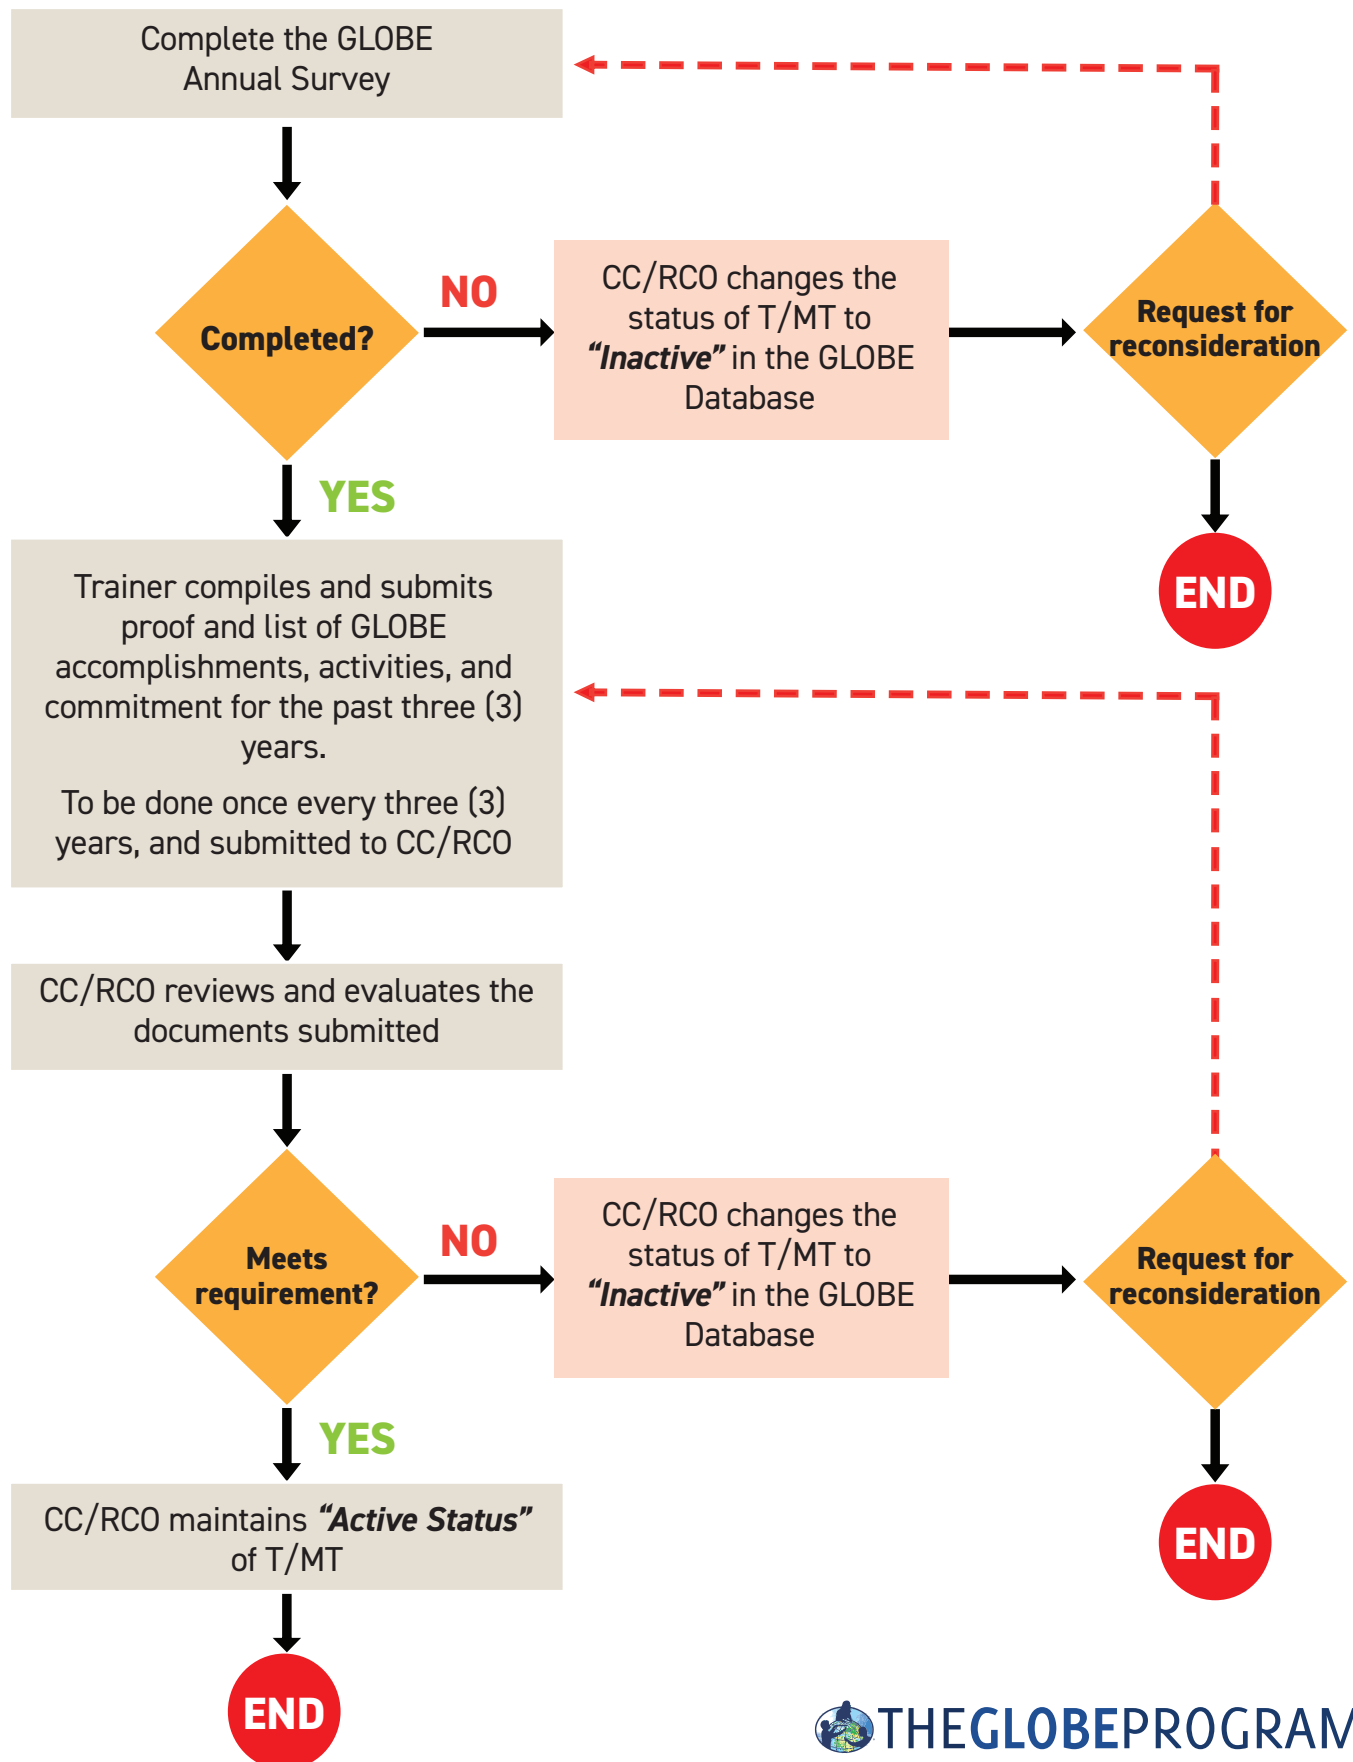 Complete the GLOBE
Annual Survey
Completed?
NO
CC/RCO changes the
status of T/MT to
“Inactive” in the GLOBE
Database
Request for
reconsideration
END
YES
Trainer compiles and submits
proof and list of GLOBE
accomplishments, activities, and
commitment for the past three (3)
years.
To be done once every three (3)
years, and submitted to CC/RCO
CC/RCO reviews and evaluates the
documents submitted
Meets
requirement?
NO
CC/RCO changes the
status of T/MT to
“Inactive” in the GLOBE
Database
Request for
reconsideration
END
YES
CC/RCO maintains “Active Status”
of T/MT
END
THEGLOBEPROGRAM